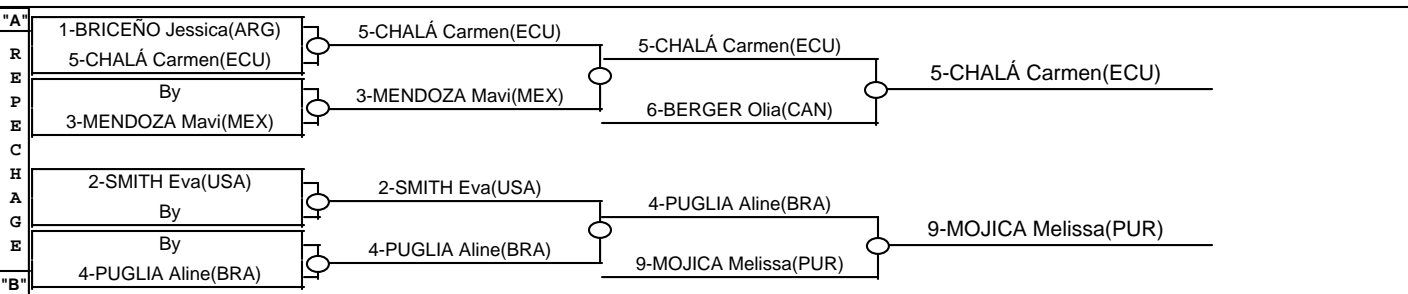 "A"
REPECHAGE
"B"
1-BRICEÑO Jessica(ARG)
5-CHALÁ Carmen(ECU)
By
3-MENDOZA Mavi(MEX)
2-SMITH Eva(USA)
By
By
4-PUGLIA Aline(BRA)
5-CHALÁ Carmen(ECU)
3-MENDOZA Mavi(MEX)
2-SMITH Eva(USA)
4-PUGLIA Aline(BRA)
5-CHALÁ Carmen(ECU)
6-BERGER Olia(CAN)
4-PUGLIA Aline(BRA)
9-MOJICA Melissa(PUR)
5-CHALÁ Carmen(ECU)
9-MOJICA Melissa(PUR)